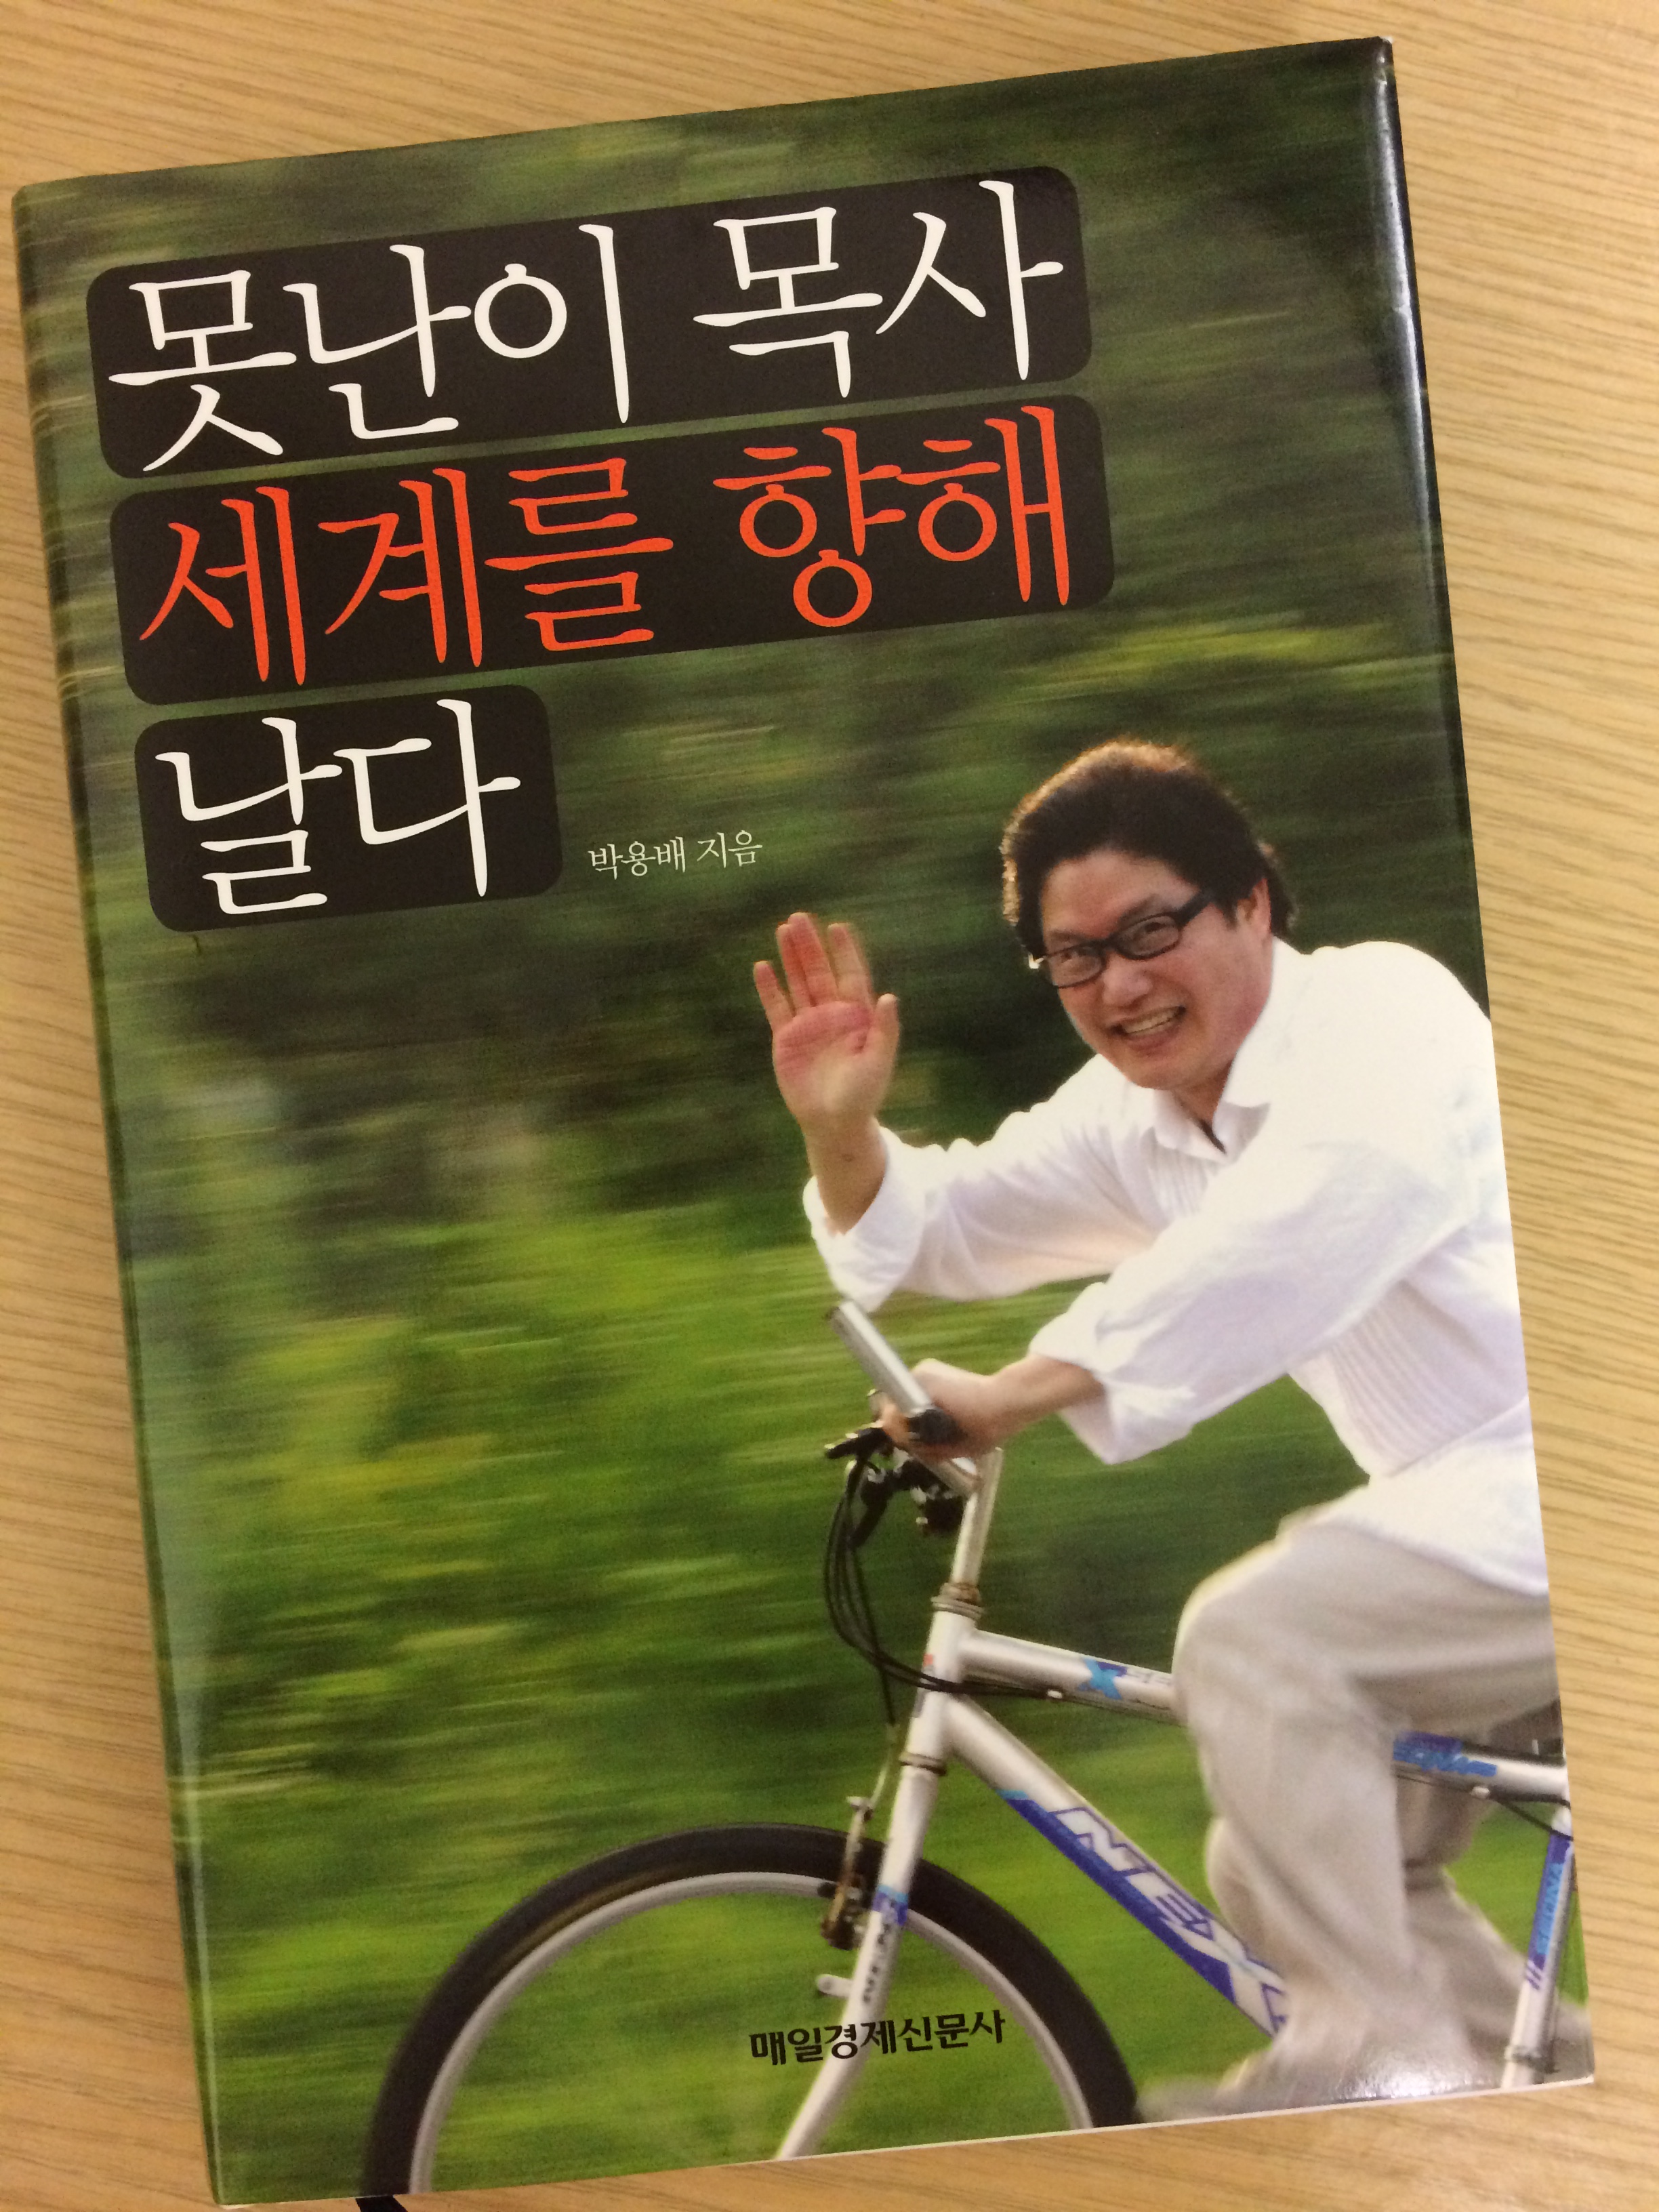 못난이 목사
세계를 향해
날다
박용배 지음
NEX
매일경제신문사